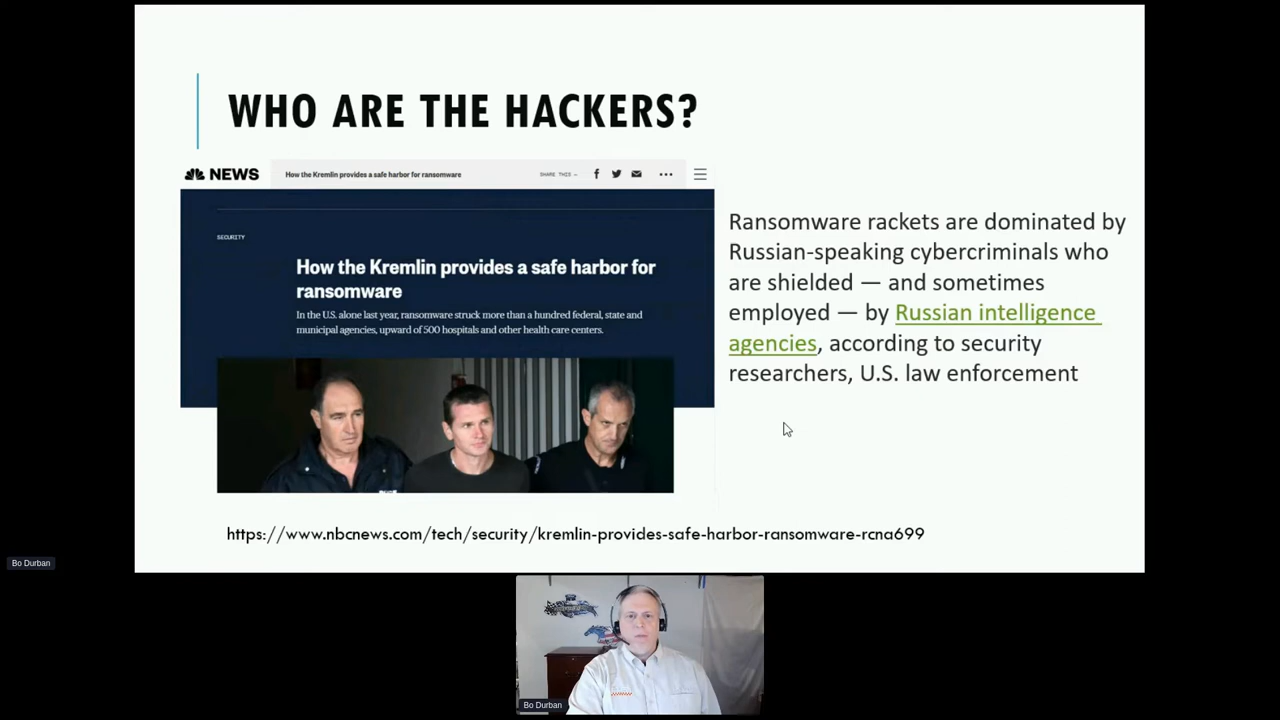 WHO ARE THE HACKERS?
NEWS
How the Kremlin provides a safe harbor for ransomware
SHARE THIS —
SECURITY
How the Kremlin provides a safe harbor for
ransomware
In the U.S. alone last year, ransomware struck more than a hundred federal, state and
municipal agencies, upward of 500 hospitals and other health care centers.
Ransomware rackets are dominated by
Russian-speaking cybercriminals who
are shielded — and sometimes
employed — by Russian intelligence
agencies, according to security
researchers, U.S. law enforcement
https://www.nbcnews.com/tech/security/kremlin-provides-safe-harbor-ransomware-rcna699
Bo Durban
Bo Durban